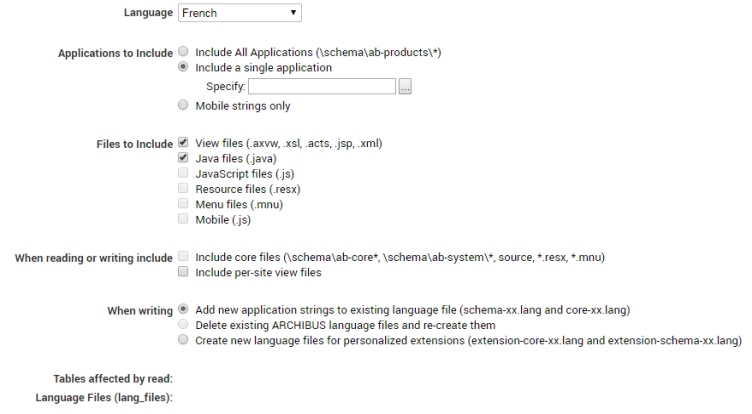 Language French
Applications to Include Include All Applications (\schema\ab-products\*)
Include a single application
Specify: ...
Mobile strings only
Files to Include View files (.axvw, .xsl, .acts, .jsp, .xml)
Java files (.java)
JavaScript files (.js)
Resource files (.resx)
Menu files (.mnu)
Mobile (.js)
When reading or writing include Include core files (\schema\ab-core*, \schema\ab-system\*, source, *.resx, *.mnu)
Include per-site view files
When writing Add new application strings to existing language file (schema-xx.lang and core-xx.lang)
Delete existing ARCHIBUS language files and re-create them
Create new language files for personalized extensions (extension-core-xx.lang and extension-schema-xx.lang)
Tables affected by read:
Language Files (lang_files):